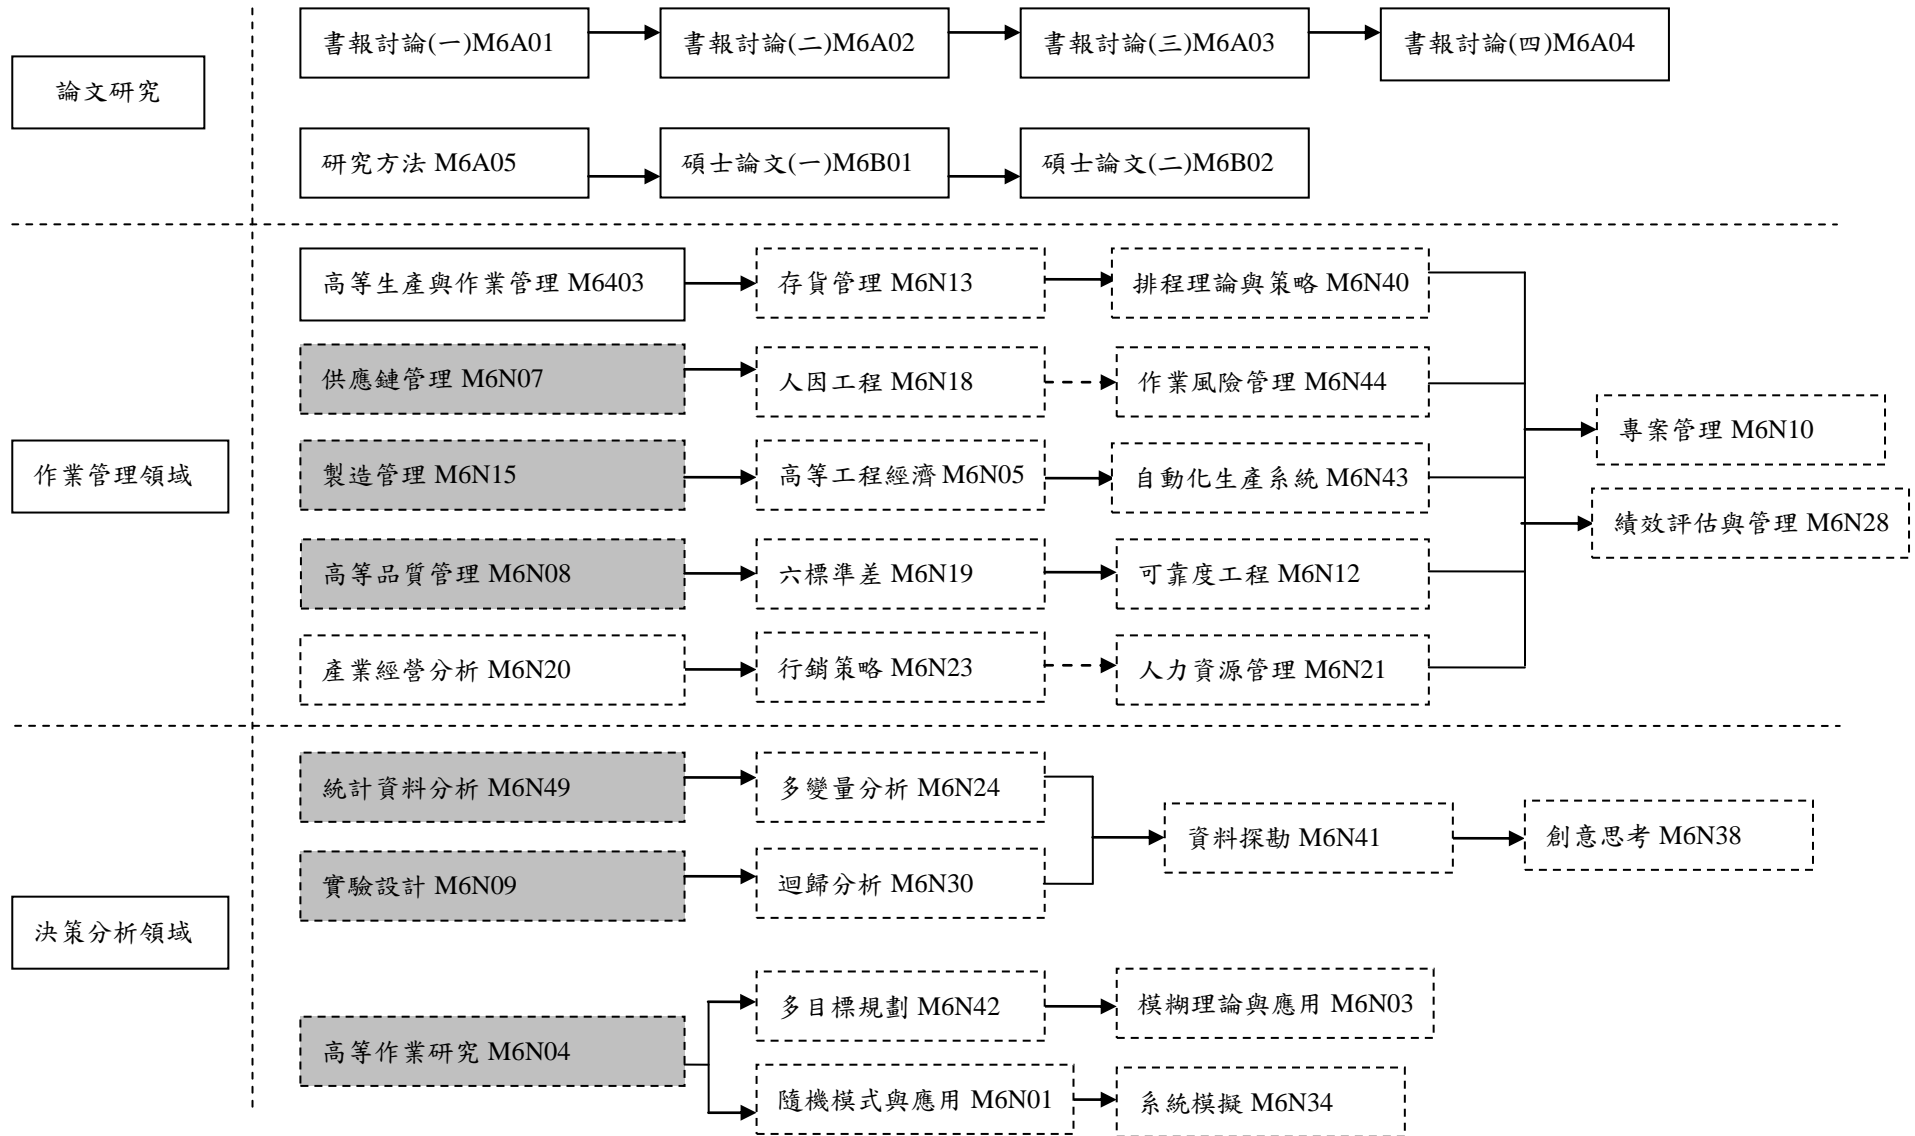 論文研究
書報討論(一)M6A01
書報討論(二)M6A02
書報討論(三)M6A03
書報討論(四)M6A04
研究方法 M6A05
碩士論文(一)M6B01
碩士論文(二)M6B02
作業管理領域
高等生產與作業管理 M6403
存貨管理 M6N13
排程理論與策略 M6N40
供應鏈管理 M6N07
人因工程 M6N18
作業風險管理 M6N44
製造管理 M6N15
高等工程經濟 M6N05
自動化生產系統 M6N43
高等品質管理 M6N08
六標準差 M6N19
可靠度工程 M6N12
產業經營分析 M6N20
行銷策略 M6N23
人力資源管理 M6N21
專案管理 M6N10
績效評估與管理 M6N28
決策分析領域
統計資料分析 M6N49
多變量分析 M6N24
實驗設計 M6N09
迴歸分析 M6N30
資料探勘 M6N41
創意思考 M6N38
高等作業研究 M6N04
多目標規劃 M6N42
模糊理論與應用 M6N03
隨機模式與應用 M6N01
系統模擬 M6N34